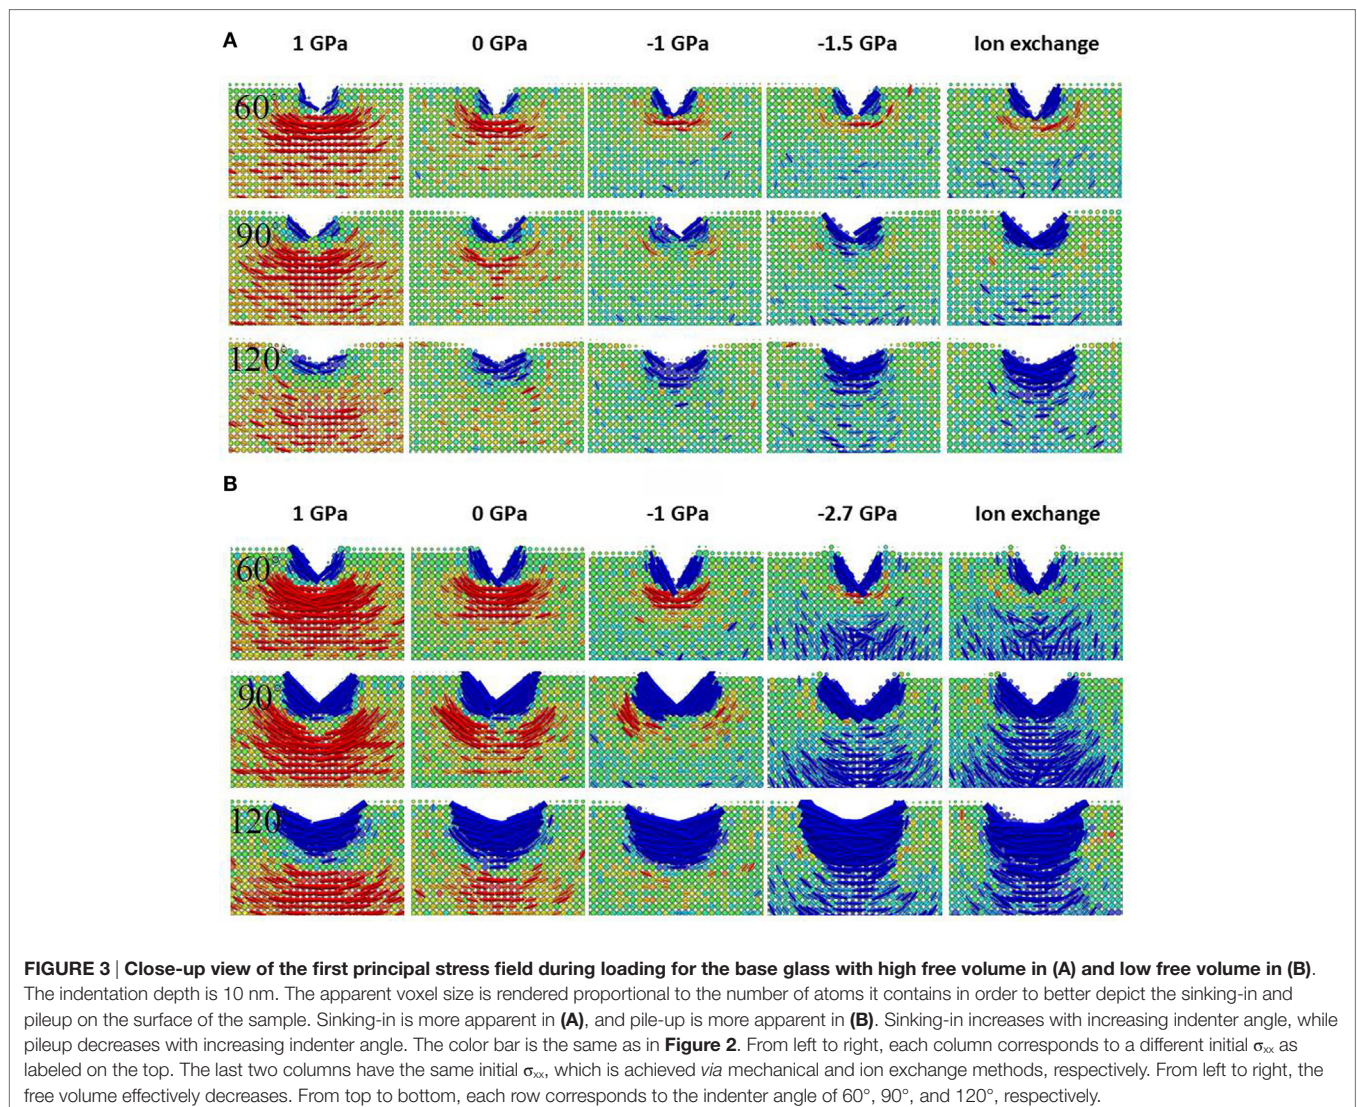 A
1 GPa 0 GPa -1 GPa -1.5 GPa Ion exchange
60°
90
120°
B
1 GPa 0 GPa -1 GPa -2.7 GPa Ion exchange
60°
90°
120
FIGURE 3 | Close-up view of the first principal stress field during loading for the base glass with high free volume in (A) and low free volume in (B).
The indentation depth is 10 nm. The apparent voxel size is rendered proportional to the number of atoms it contains in order to better depict the sinking-in and
pileup on the surface of the sample. Sinking-in is more apparent in (A), and pile-up is more apparent in (B). Sinking-in increases with increasing indenter angle, while
pileup decreases with increasing indenter angle. The color bar is the same as in Figure 2. From left to right, each column corresponds to a different initial σxx as
labeled on the top. The last two columns have the same initial σxx, which is achieved via mechanical and ion exchange methods, respectively. From left to right, the
free volume effectively decreases. From top to bottom, each row corresponds to the indenter angle of 60°, 90°, and 120°, respectively.